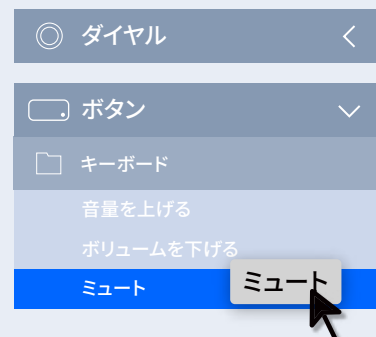 ダイヤル
ボタン
キーボード
音量を上げる
ボリュームを下げる
ミュート
ミュート